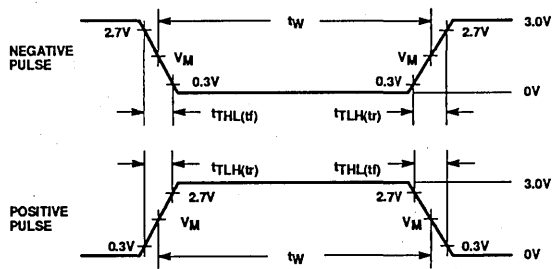 tW
2.7V
2.7V
3.0V
NEGATIVE
PULSE
VM
VM
0.3V
0.3V
0V
tTHL(tf)
tTLH(tr)
tTLH(tr)
tTHL(tf)
3.0V
2.7V
2.7V
POSITIVE
PULSE
VM
VM
0.3V
0.3V
tW
0V